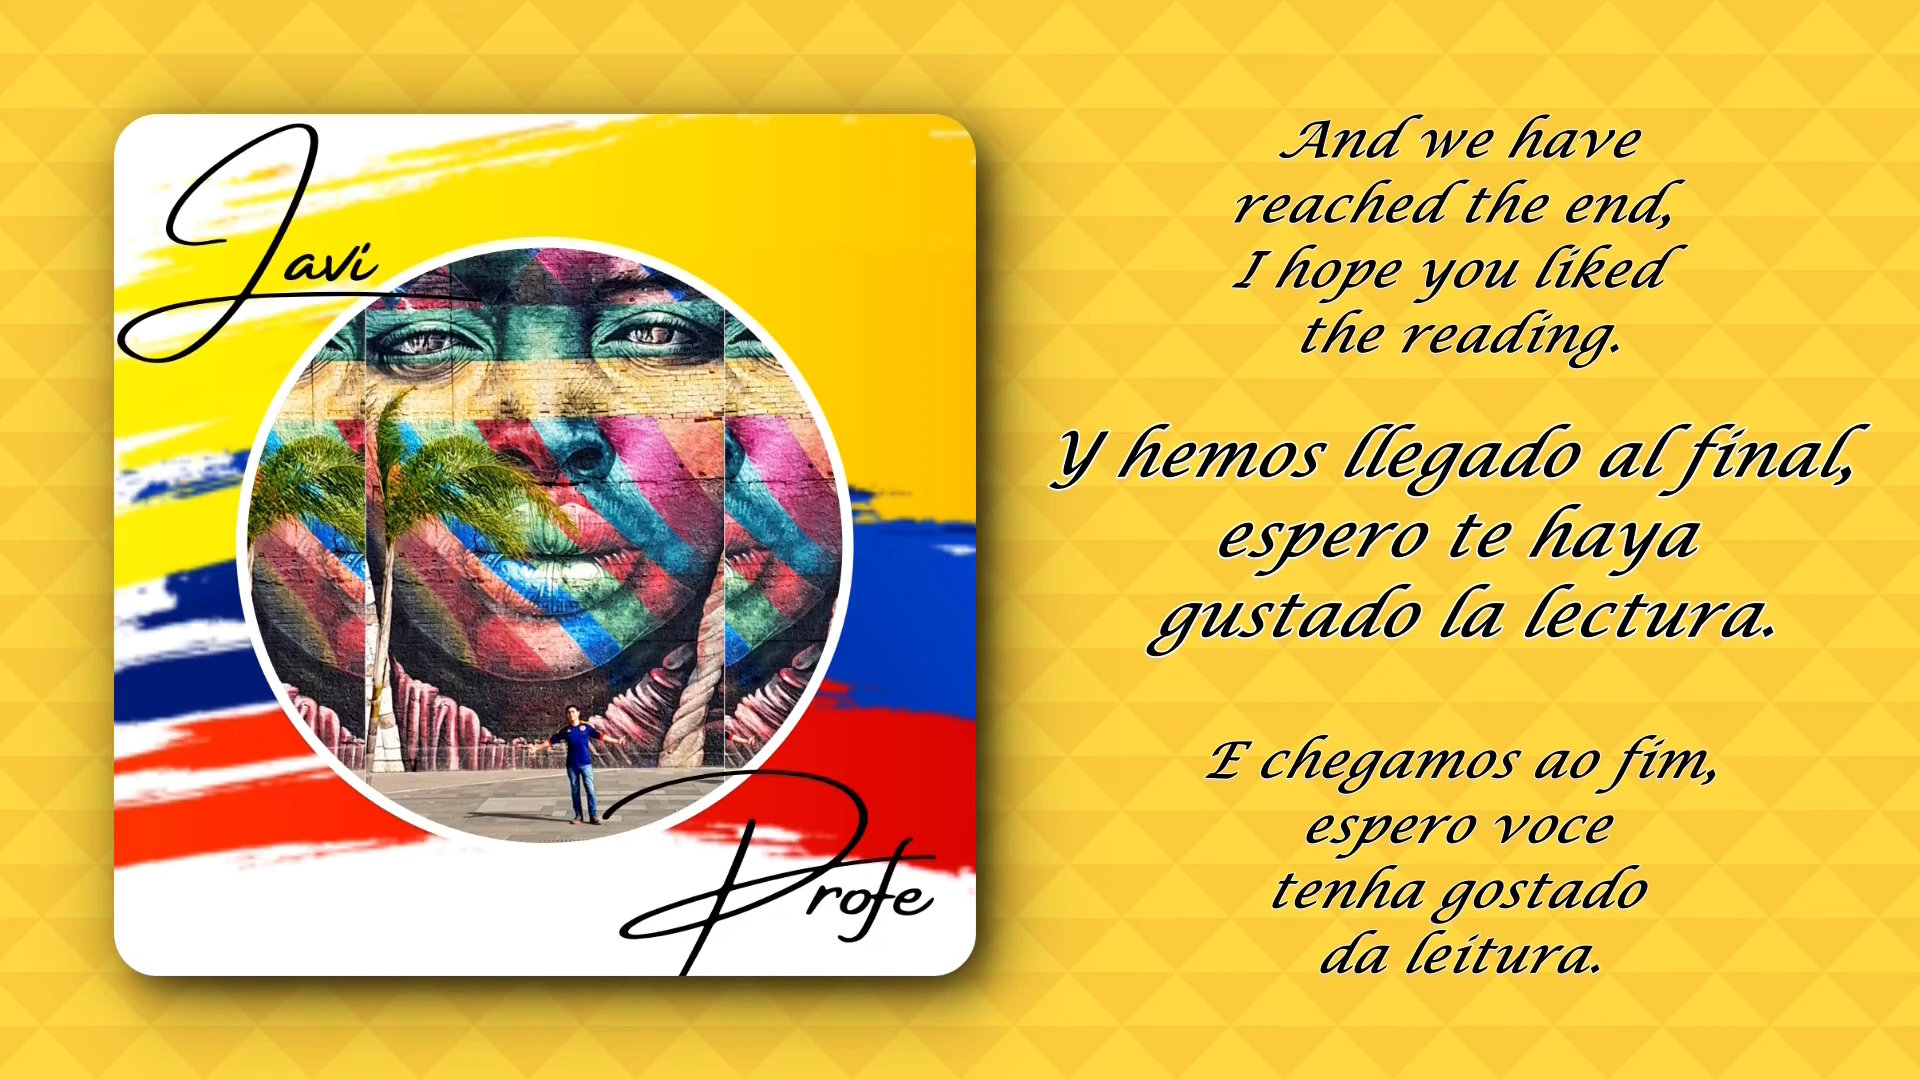 Javi
Profe
And we have
reached the end,
I hope you liked
the reading.
Y hemos llegado al final,
espero te haya
gustado la lectura.
E chegamos ao fim,
espero voce
tenha gostado
da leitura.